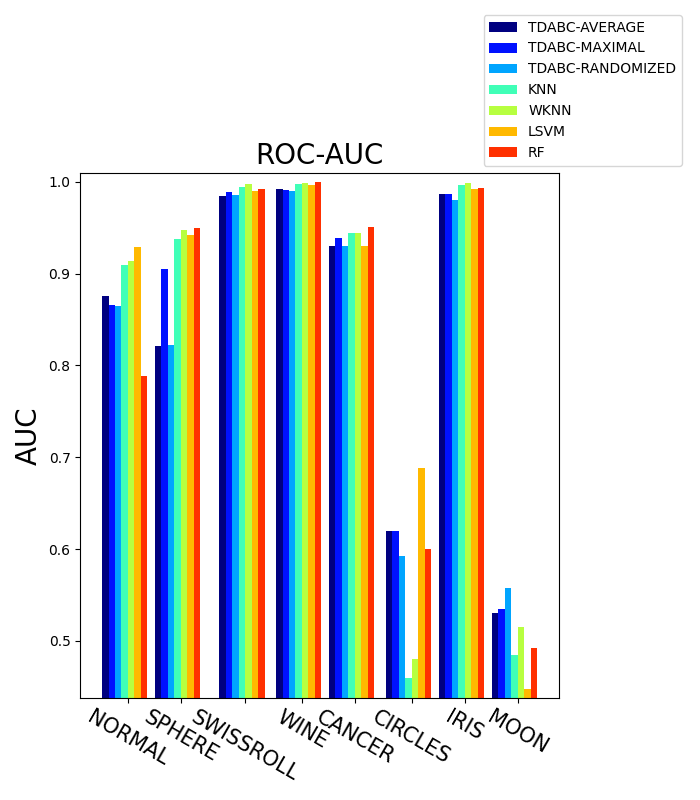 TDABC-AVERAGE
TDABC-MAXIMAL
TDABC-RANDOMIZED
KNN
WKNN
LSVM
RF
ROC-AUC
1.0
0.9
0.8
0.7
0.6
0.5
AUC
NORMAL
SPHERE
SWISSROLL
WINE
CANCER
CIRCLES
IRIS
MOON